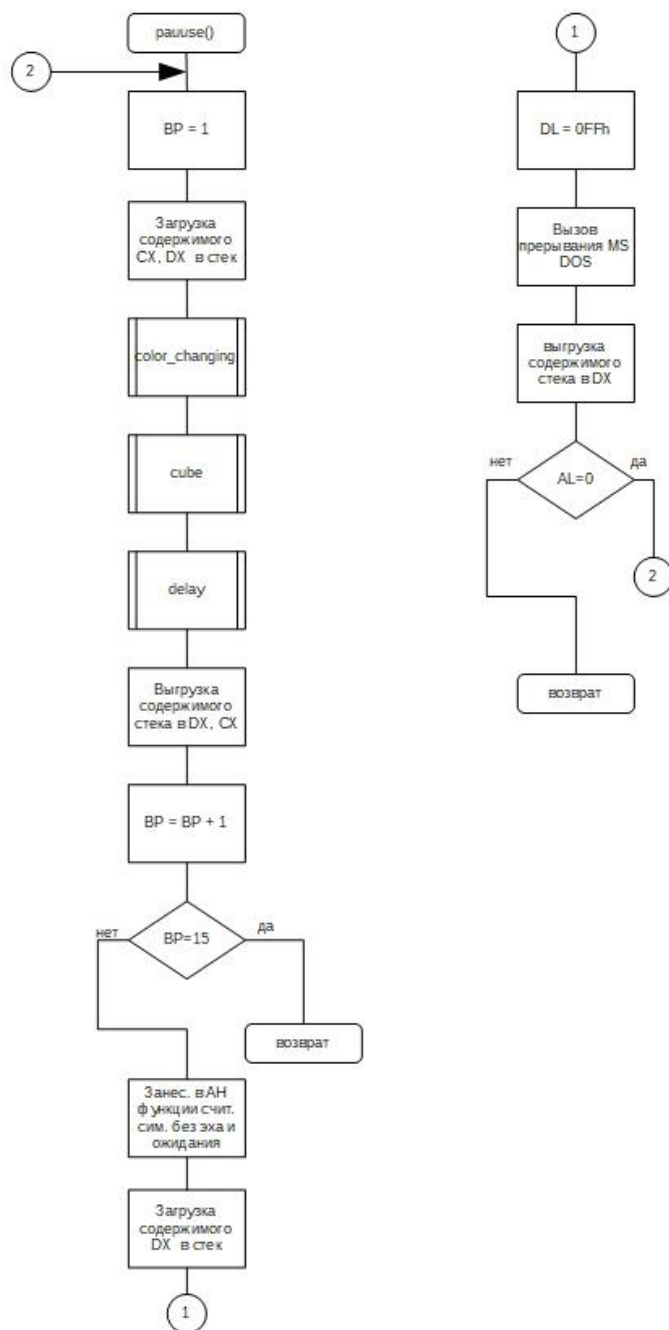 pauuse()
2
BP = 1
Загрузка
содержимого
CX, DX в стек
color_changing
cube
delay
Выгрузка
содержимого
стека в DX, CX
BP = BP + 1
нет
BP=15
да
возврат
Занес. в AH
функции счит.
сим. без эха и
ожидания
Загрузка
содержимого
DX в стек
1
1
DL = 0FFh
Вызов
прерывания MS
DOS
выгрузка
содержимого
стека в DX
нет
AL=0
да
2
возврат